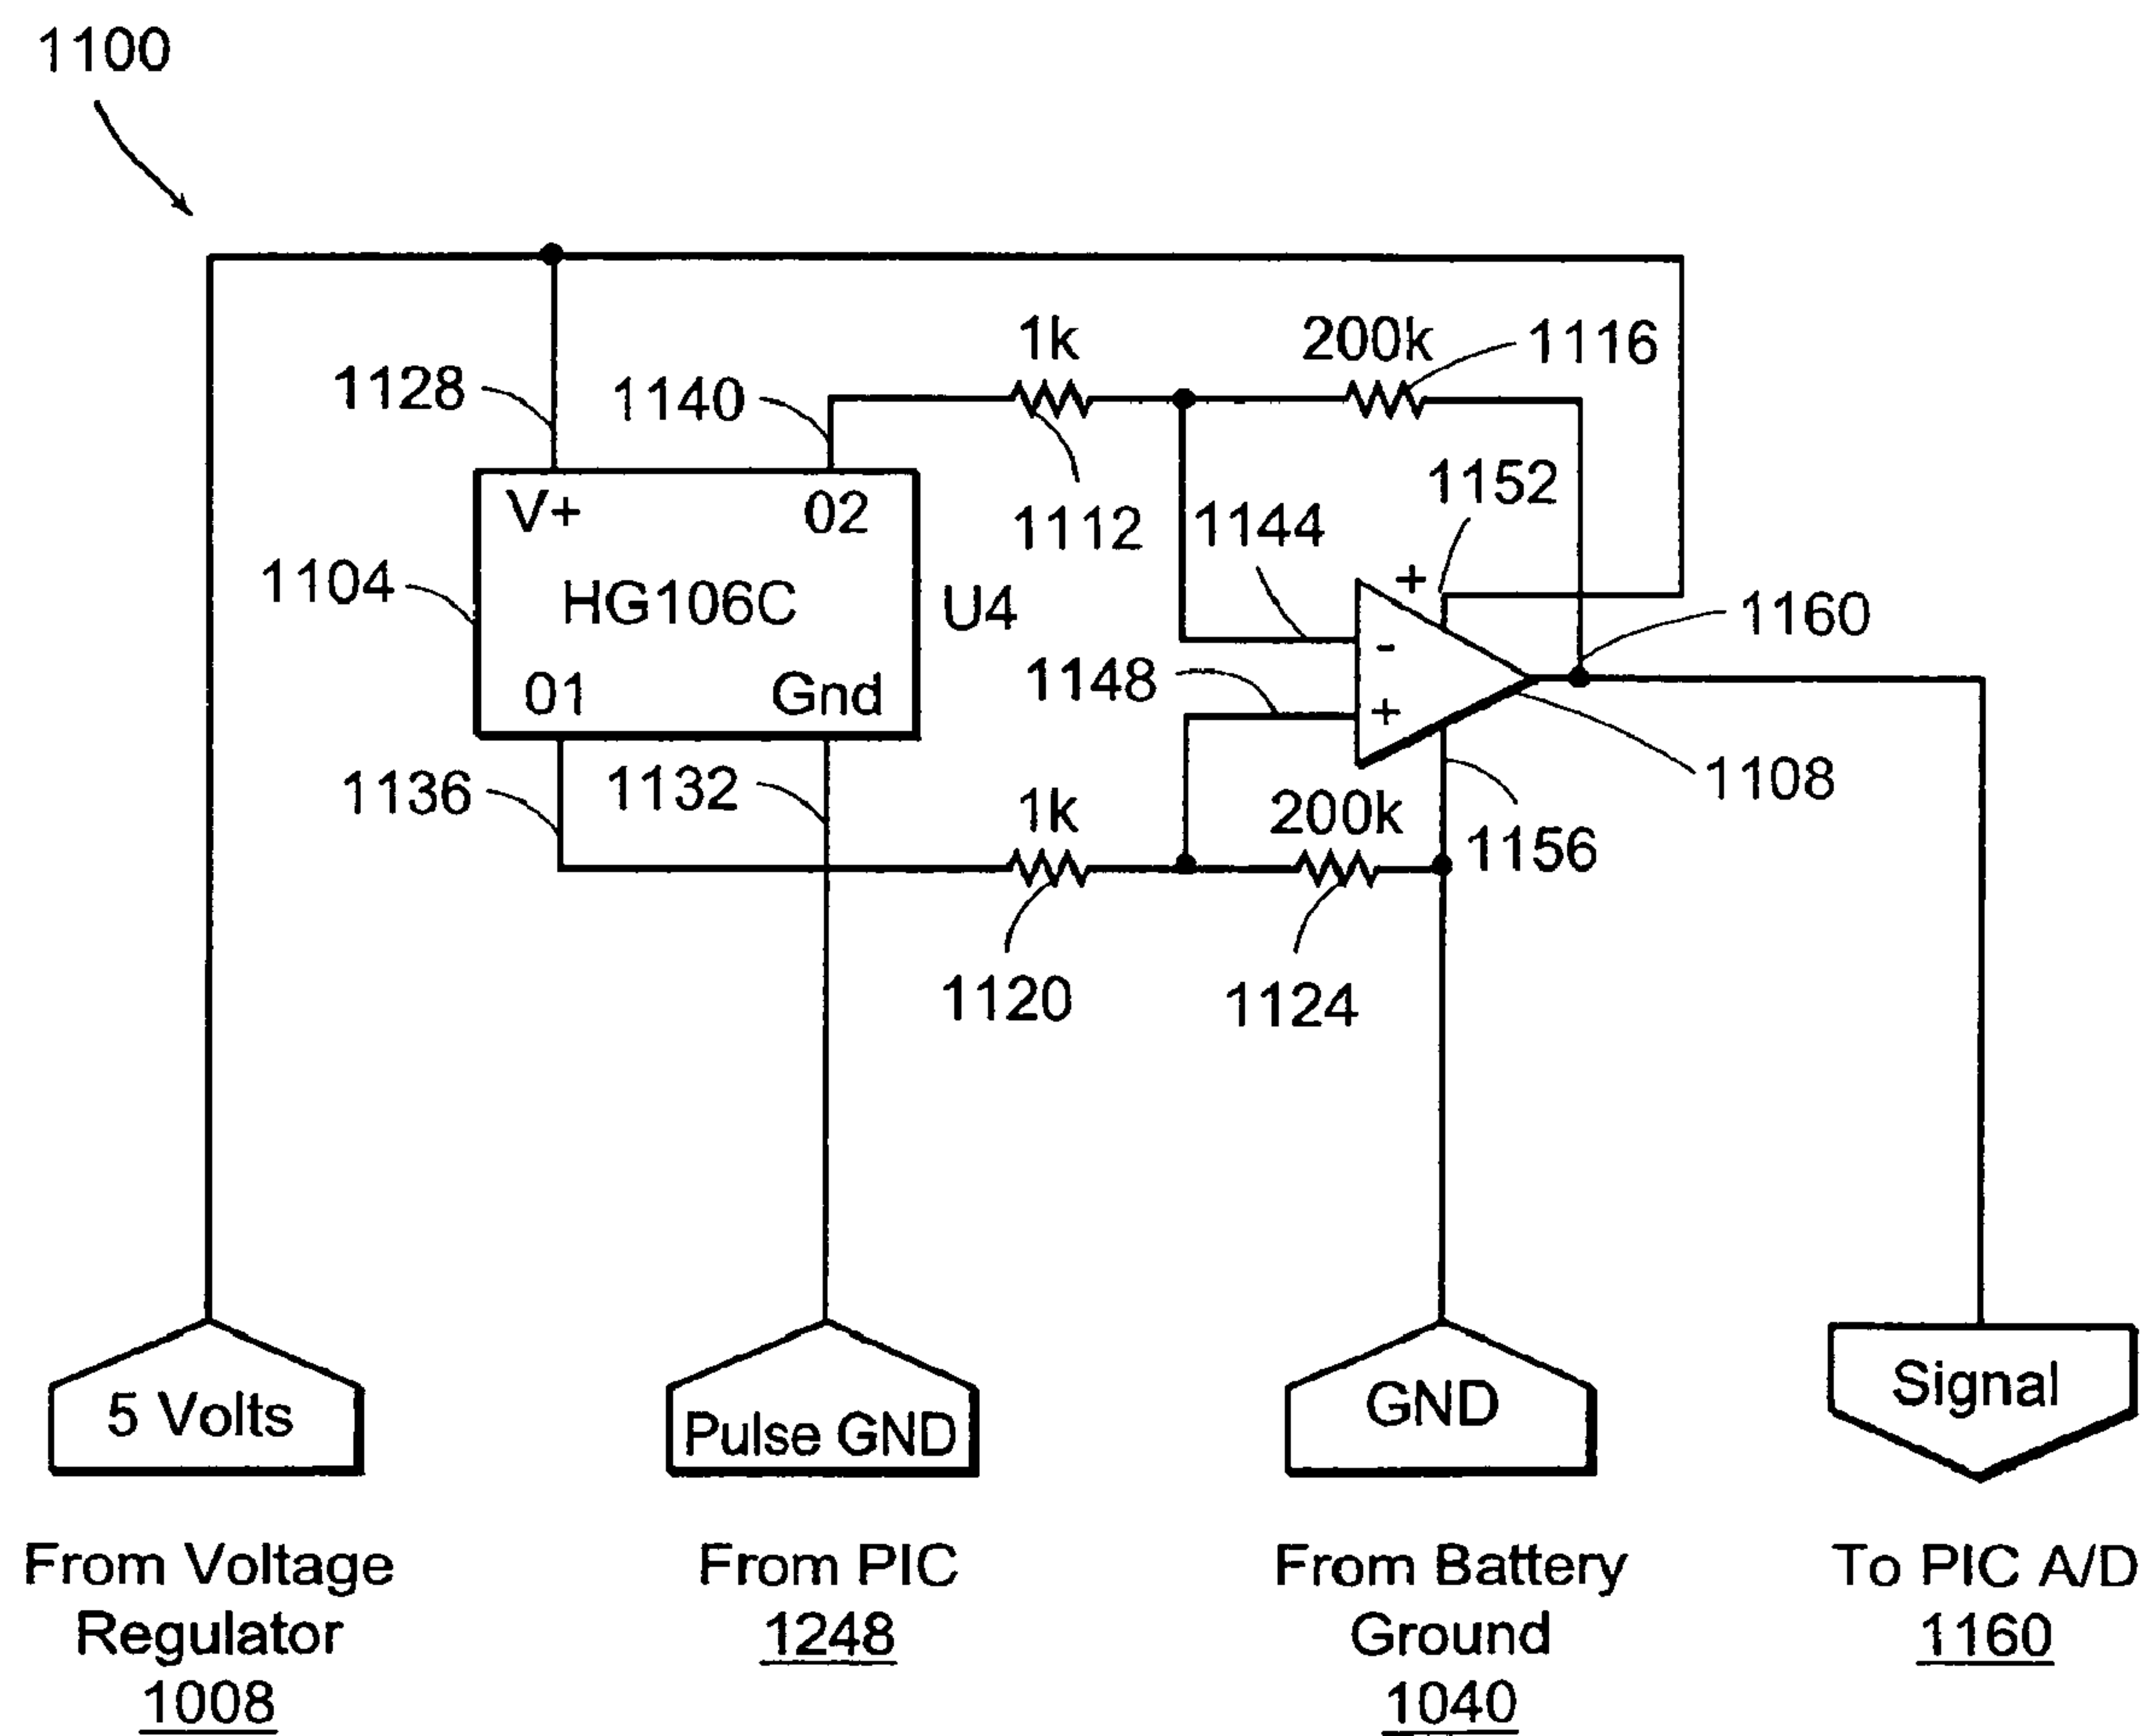 1100
1k
200k
1116
1128
1140
1152
V+
02
1112
1144
1104
HG106C
U4
+
1160
-
1148
01
Gnd
+
1136
1132
1k
200k
1108
1156
1120
1124
5 Volts
Pulse GND
GND
Signal
From Voltage
Regulator
1008
From PIC
1248
From Battery
Ground
1040
To PIC A/D
1160